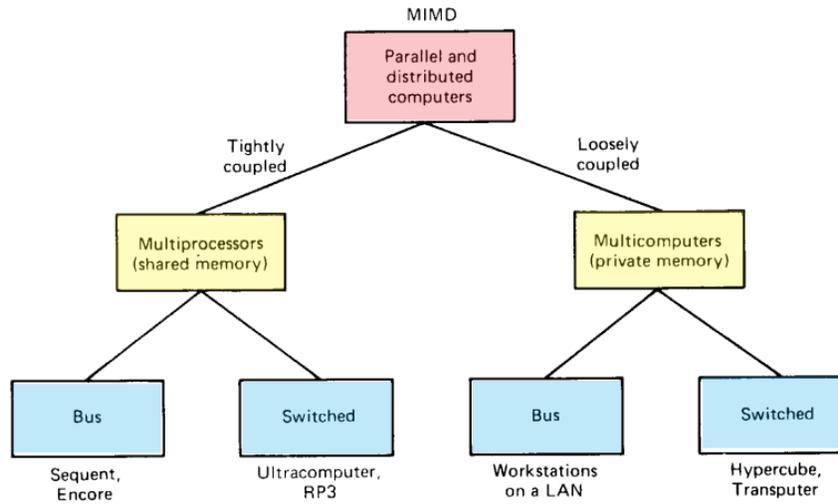 MIMD
Parallel and
distributed
computers
Tightly
coupled
Loosely
coupled
Multiprocessors
(shared memory)
Multicomputers
(private memory)
Bus
Switched
Bus
Switched
Sequent,
Encore
Ultracomputer,
RP3
Workstations
on a LAN
Hypercube,
Transputer